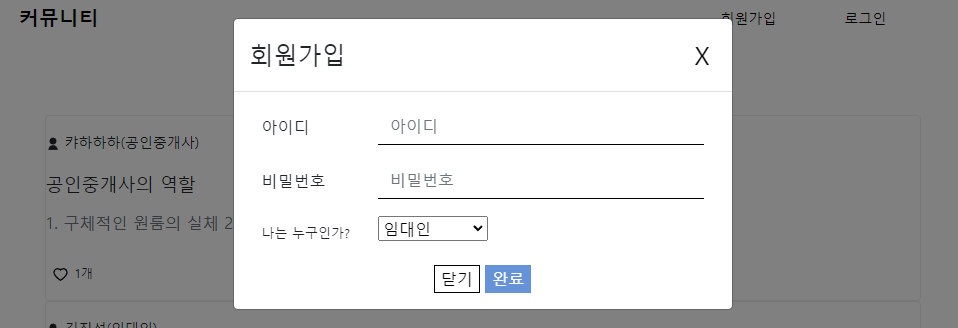 커뮤니티 회원가입 로그인
회원가입 X
캬하하하(공인중개사)
아이디 아이디
공인중개사의 역할
비밀번호 비밀번호
1. 구체적인 원룸의 실체 2
나는 누구인가? 임대인
1개
닫기 완료
김진성(임대인)